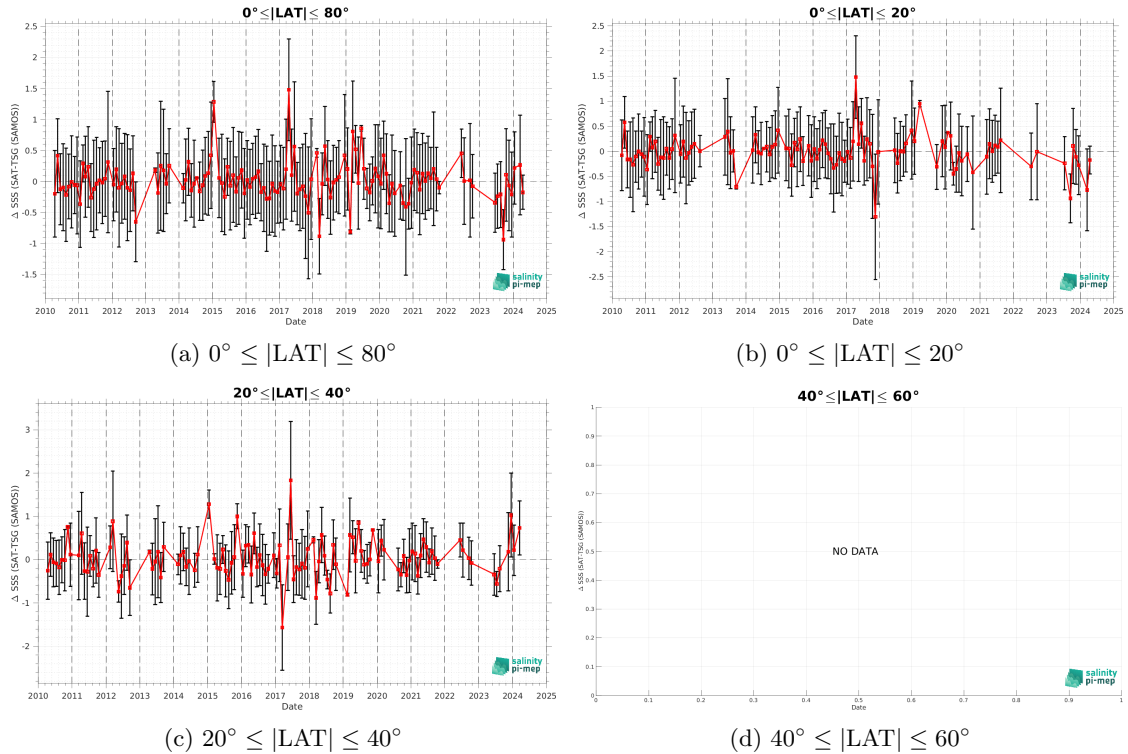 0°≤|LAT|≤ 80°
2.5
2
1.5
1
0.5
0
-0.5
-1
-1.5
Δ SSS (SAT-TSG (SAMOS))
2010 2011 2012 2013 2014 2015 2016 2017 2018 2019 2020 2021 2022 2023 2024 2025
Date
salinity
pi-mep
(a) 0° ≤ |LAT| ≤ 80°
0°≤|LAT|≤ 20°
2.5
2
1.5
1
0.5
0
-0.5
-1
-1.5
-2
-2.5
Δ SSS (SAT-TSG (SAMOS))
2010 2011 2012 2013 2014 2015 2016 2017 2018 2019 2020 2021 2022 2023 2024 2025
Date
salinity
pi-mep
(b) 0° ≤ |LAT| ≤ 20°
20°≤|LAT|≤ 40°
3
2
1
0
-1
-2
Δ SSS (SAT-TSG (SAMOS))
2010 2011 2012 2013 2014 2015 2016 2017 2018 2019 2020 2021 2022 2023 2024 2025
Date
salinity
pi-mep
(c) 20° ≤ |LAT| ≤ 40°
40°≤|LAT|≤ 60°
1
0.9
0.8
0.7
0.6
0.5
0.4
0.3
0.2
0.1
0
Δ SSS (SAT-TSG (SAMOS))
NO DATA
0 0.1 0.2 0.3 0.4 0.5 0.6 0.7 0.8 0.9 1
Date
salinity
pi-mep
(d) 40° ≤ |LAT| ≤ 60°